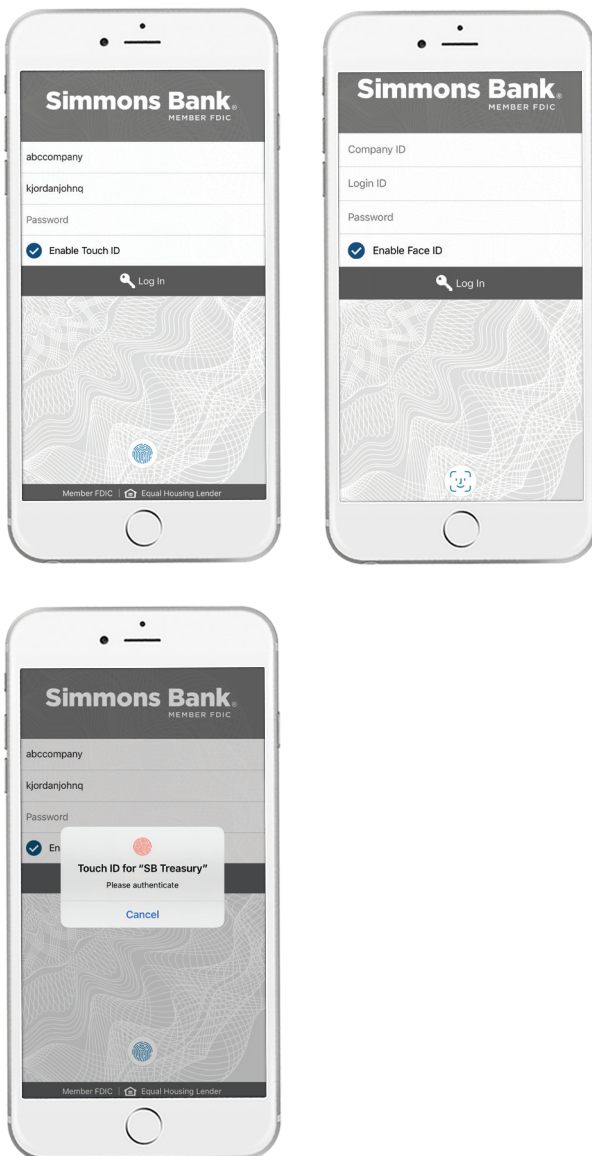 Simmons Bank®
MEMBER FDIC
abccompany
kjordanjohnq
Password
Enable Touch ID
Log In
Member FDIC | Equal Housing Lender
Simmons Bank®
MEMBER FDIC
Company ID
Login ID
Password
Enable Face ID
Log In
Simmons Bank®
MEMBER FDIC
abccompany
kjordanjohnq
Password
En
Touch ID for “SB Treasury”
Please authenticate
Cancel
Member FDIC | Equal Housing Lender